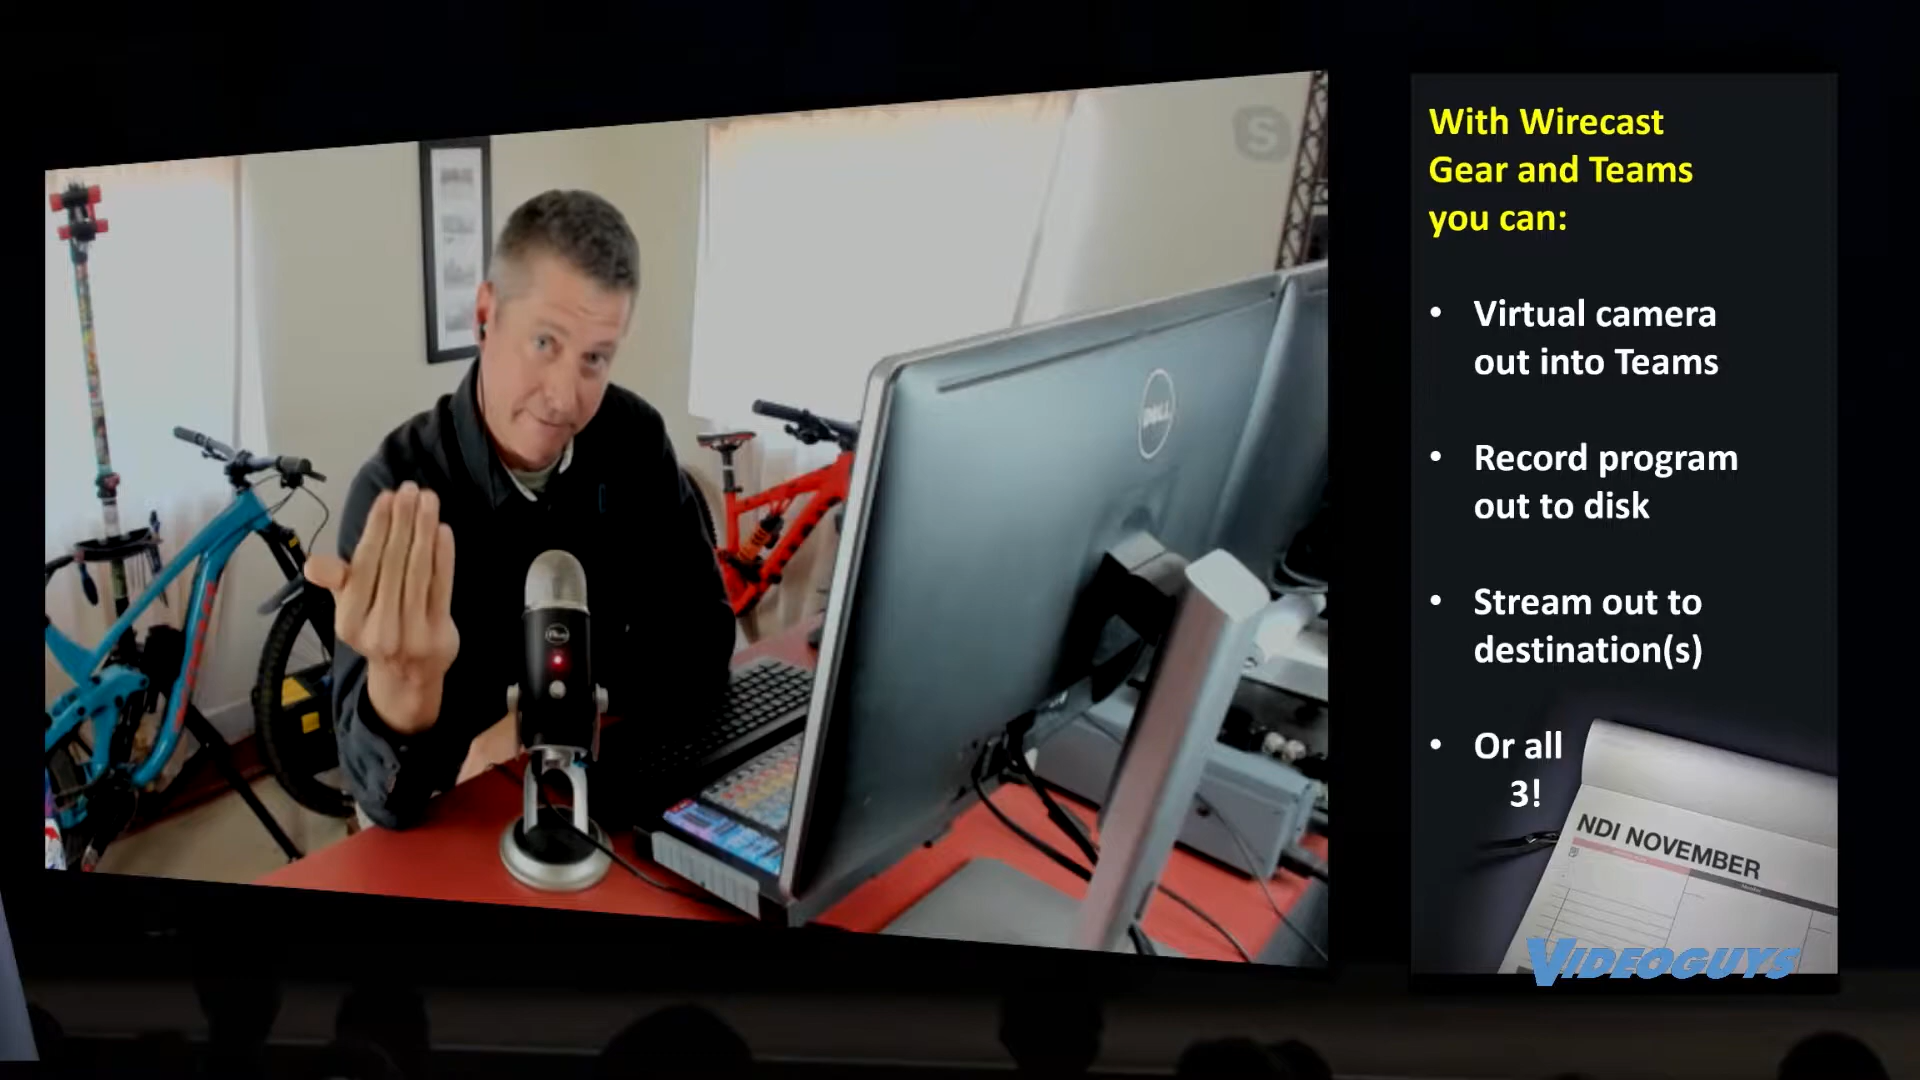 With Wirecast
Gear and Teams
you can:
• Virtual camera
out into Teams
• Record program
out to disk
• Stream out to
destination(s)
• Or all
3!
NDI NOVEMBER
VIDEOGUYS
S
DELL